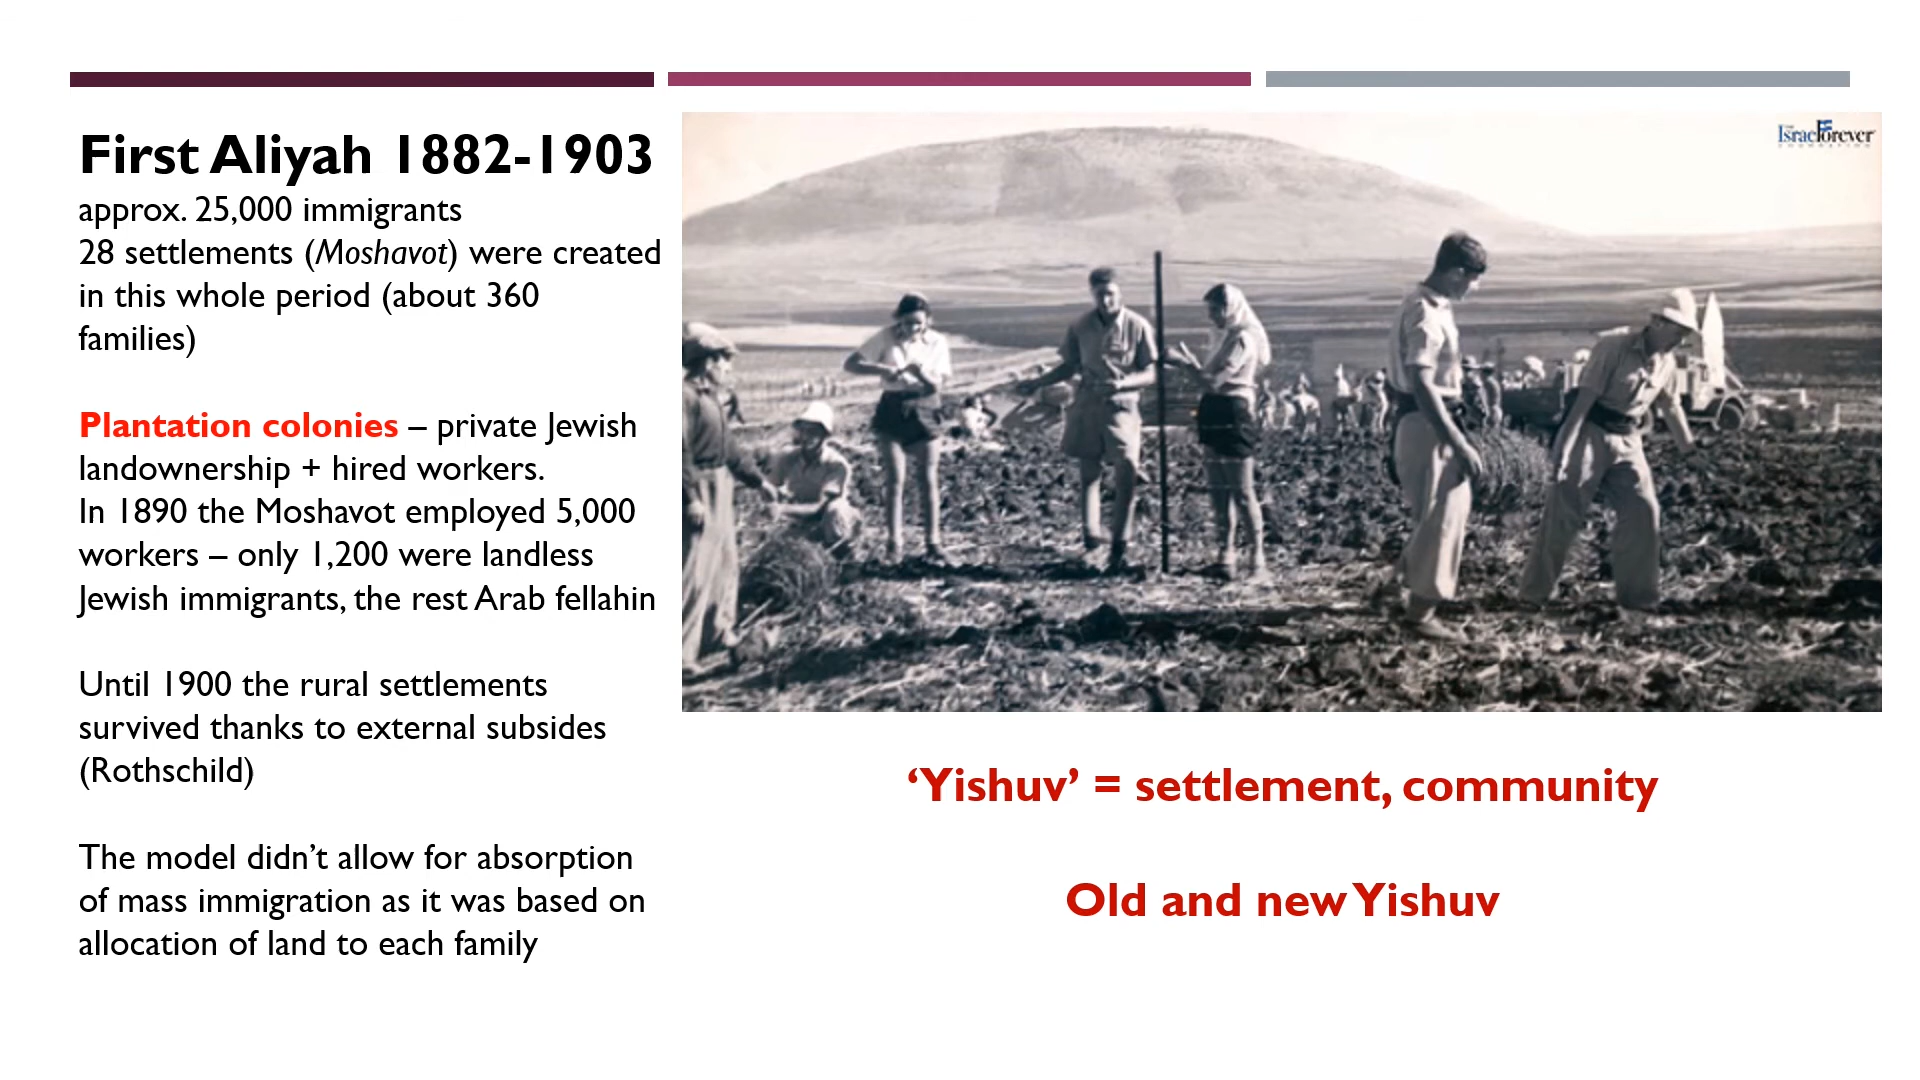 First Aliyah 1882-1903
approx. 25,000 immigrants
28 settlements (Moshavot) were created
in this whole period (about 360
families)
Plantation colonies – private Jewish
landownership + hired workers.
In 1890 the Moshavot employed 5,000
workers – only 1,200 were landless
Jewish immigrants, the rest Arab fellahin
Until 1900 the rural settlements
survived thanks to external subsides
(Rothschild)
The model didn’t allow for absorption
of mass immigration as it was based on
allocation of land to each family
Israel Forever
FOUNDATION
‘Yishuv’ = settlement, community
Old and new Yishuv